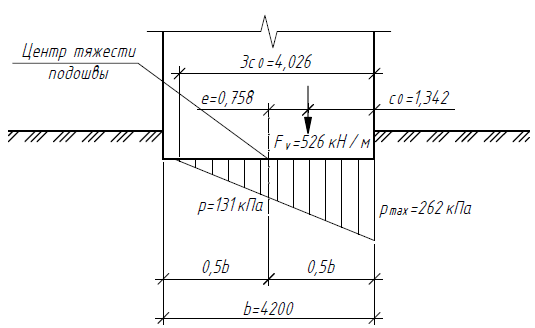 Центр тяжести
подошвы
3c0=4,026
e=0,758
c0=1,342
Fv=526 кН/м
p=131 кПа
pmax=262 кПа
0,5b
0,5b
b=4200